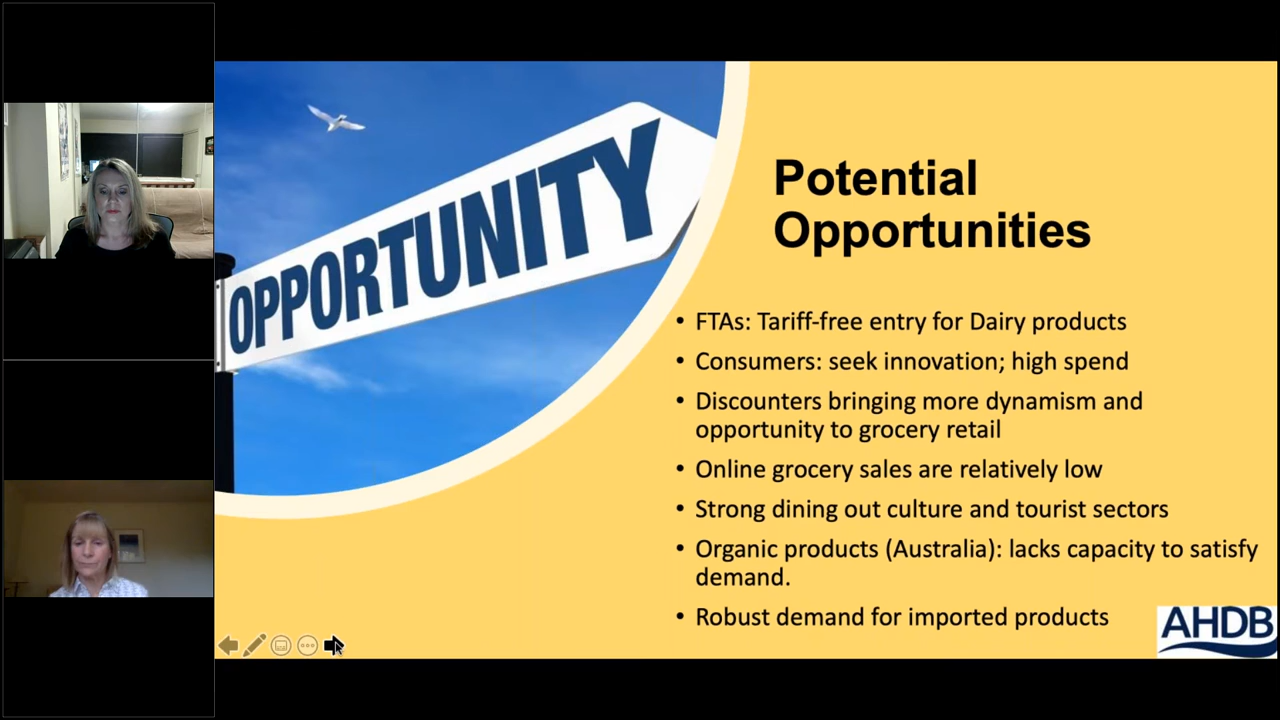 OPPORTUNITY
Potential
Opportunities
• FTAs: Tariff-free entry for Dairy products
• Consumers: seek innovation; high spend
• Discounters bringing more dynamism and
opportunity to grocery retail
• Online grocery sales are relatively low
• Strong dining out culture and tourist sectors
• Organic products (Australia): lacks capacity to satisfy
demand.
• Robust demand for imported products
AHDB